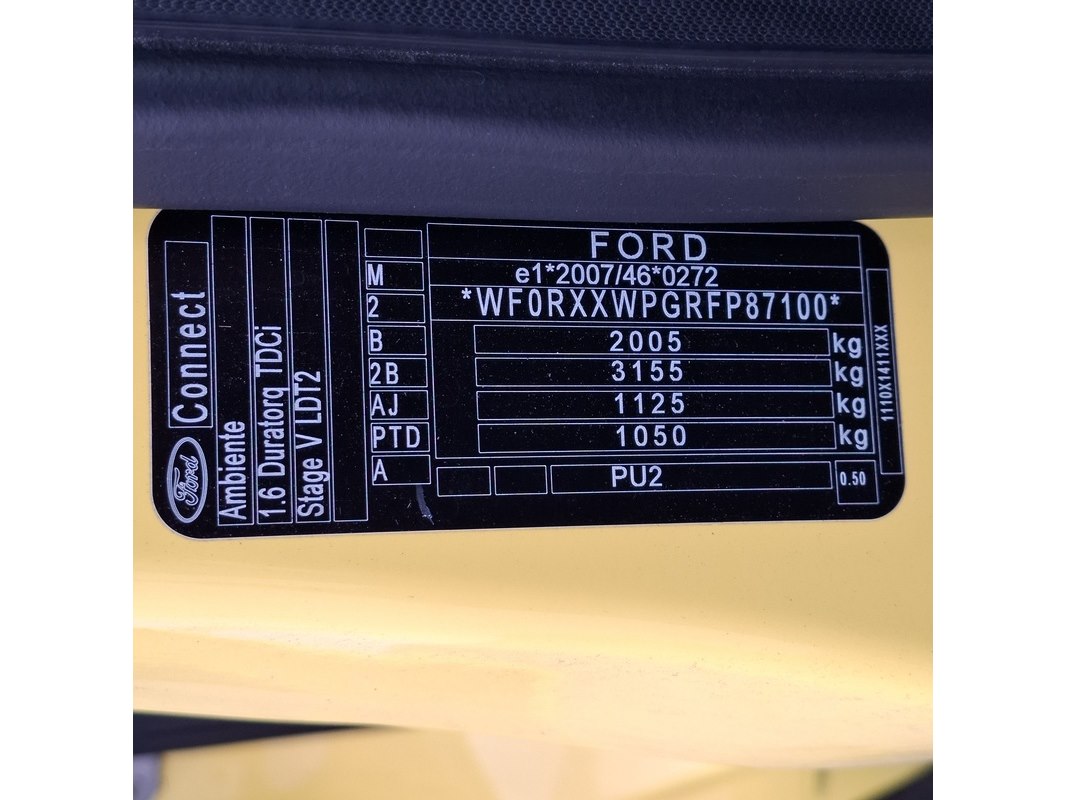 Ford
Connect
Ambiente
1.6 Duratorq TDCi
Stage V LDT2
M
2
B
2B
AJ
PTD
A
FORD
e1*2007/46*0272
*WF0RXXWPGRFP87100*
2005 kg
3155 kg
1125 kg
1050 kg
PU2
0.50
1110X1411XXX